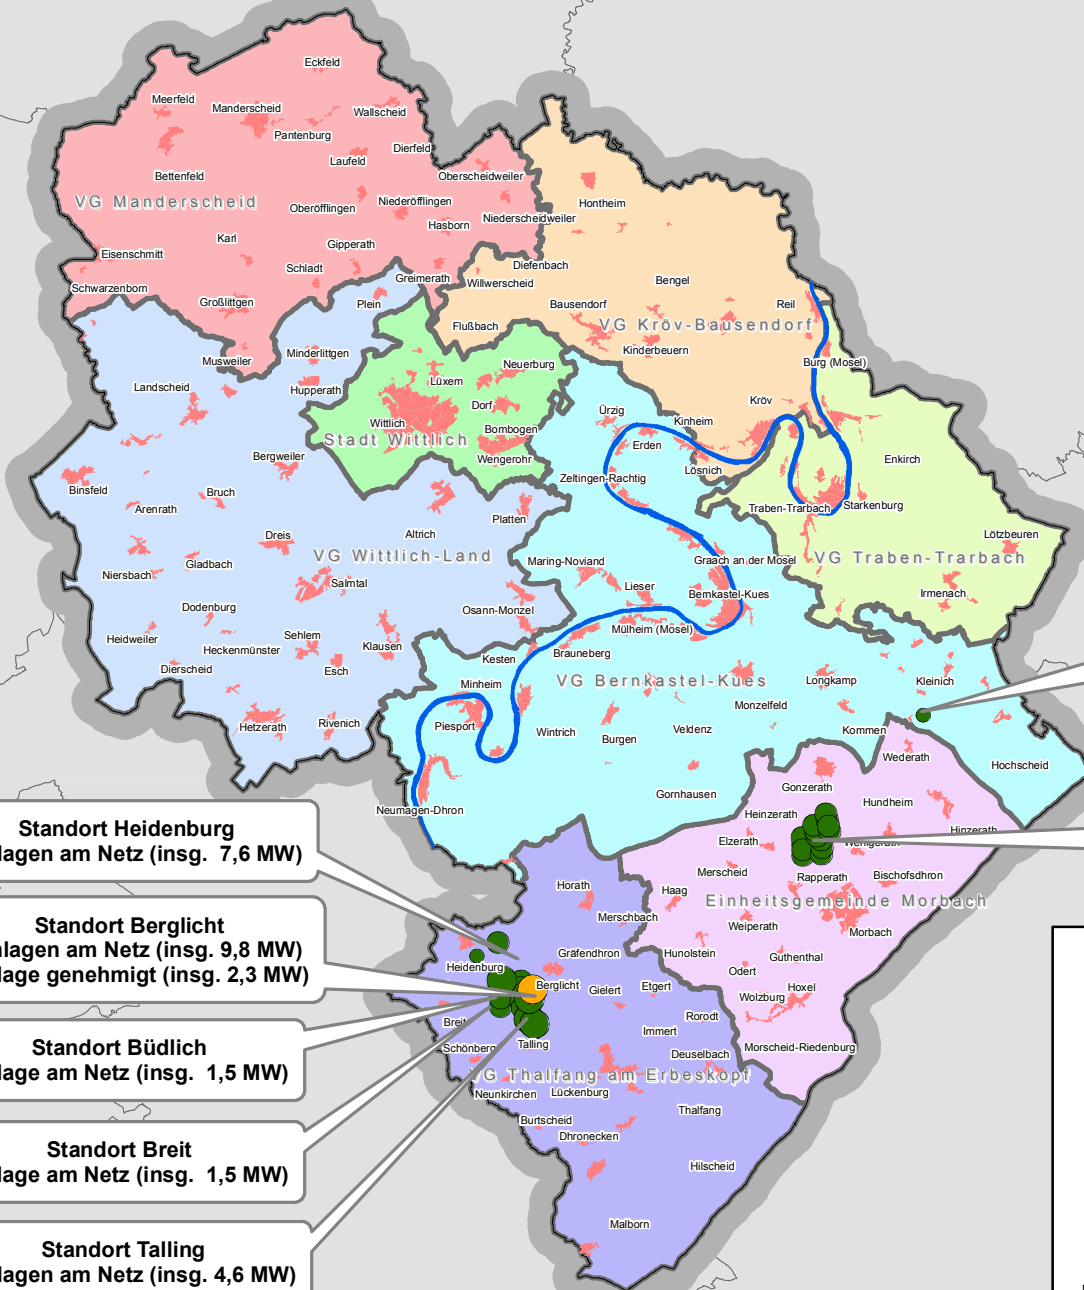 Eckfeld
Meerfeld
Manderscheid
Wallscheid
Pantenburg
Dierfeld
Laufeld
Bettenfeld
Oberscheidweiler
VG Manderscheid
Niederöfflingen
Oberöfflingen
Hontheim
Niederscheidweiler
Hasborn
Karl
Gipperath
Eisenschmitt
Diefenbach
Schladt
Greimerath
Willwerscheid
Bengel
Schwarzenborn
Großlittgen
Plein
Bausendorf
Reil
Flußbach
VG Kröv-Bausendorf
Kinderbeuern
Minderlittgen
Musweiler
Neuerburg
Burg (Mosel)
Lüxem
Landscheid
Hupperath
Kröv
Dorf
Ürzig
Wittlich
Kinheim
Bombogen
Stadt Wittlich
Erden
Bergweiler
Wengerohr
Enkirch
Lösnich
Zeltingen-Rachtig
Binsfeld
Bruch
Arenrath
Traben-Trarbach
Starkenburg
Platten
Dreis
Altrich
Lötzbeuren
VG Wittlich-Land
VG Traben-Trarbach
Maring-Noviand
Graach an der Mosel
Gladbach
Niersbach
Salmtal
Lieser
Bernkastel-Kues
Irmenach
Dodenburg
Osann-Monzel
Mülheim (Mosel)
Heidweiler
Sehlem
Heckenmünster
Klausen
Brauneberg
Kesten
Dierscheid
Esch
VG Bernkastel-Kues
Longkamp
Kleinich
Minheim
Monzelfeld
Hetzerath
Rivenich
Piesport
Wintrich
Burgen
Veldenz
Kommen
Wederath
Hochscheid
Gonzerath
Gornhausen
Hundheim
Neumagen-Dhron
Heinzerath
Hinzerath
Elzerath
Wenigerath
Merscheid
Rapperath
Bischofsdhron
Horath
Haag
Einheitsgemeinde Morbach
Merschbach
Weiperath
Morbach
Gräfendhron
Hunolstein
Guthenthal
Heidenburg
Odert
Berglicht
Gielert
Etgert
Hoxel
Wolzburg
Rorodt
Breit
Immert
Schönberg
Talling
Morscheid-Riedenburg
Deuselbach
VG Thalfang am Erbeskopf
Neunkirchen
Lückenburg
Thalfang
Burtscheid
Dhronecken
Hilscheid
Malborn
Standort Heidenburg
lagen am Netz (insg. 7,6 MW)
Standort Berglicht
nlagen am Netz (insg. 9,8 MW)
lage genehmigt (insg. 2,3 MW)
Standort Büdlich
lage am Netz (insg. 1,5 MW)
Standort Breit
lage am Netz (insg. 1,5 MW)
Standort Talling
lagen am Netz (insg. 4,6 MW)